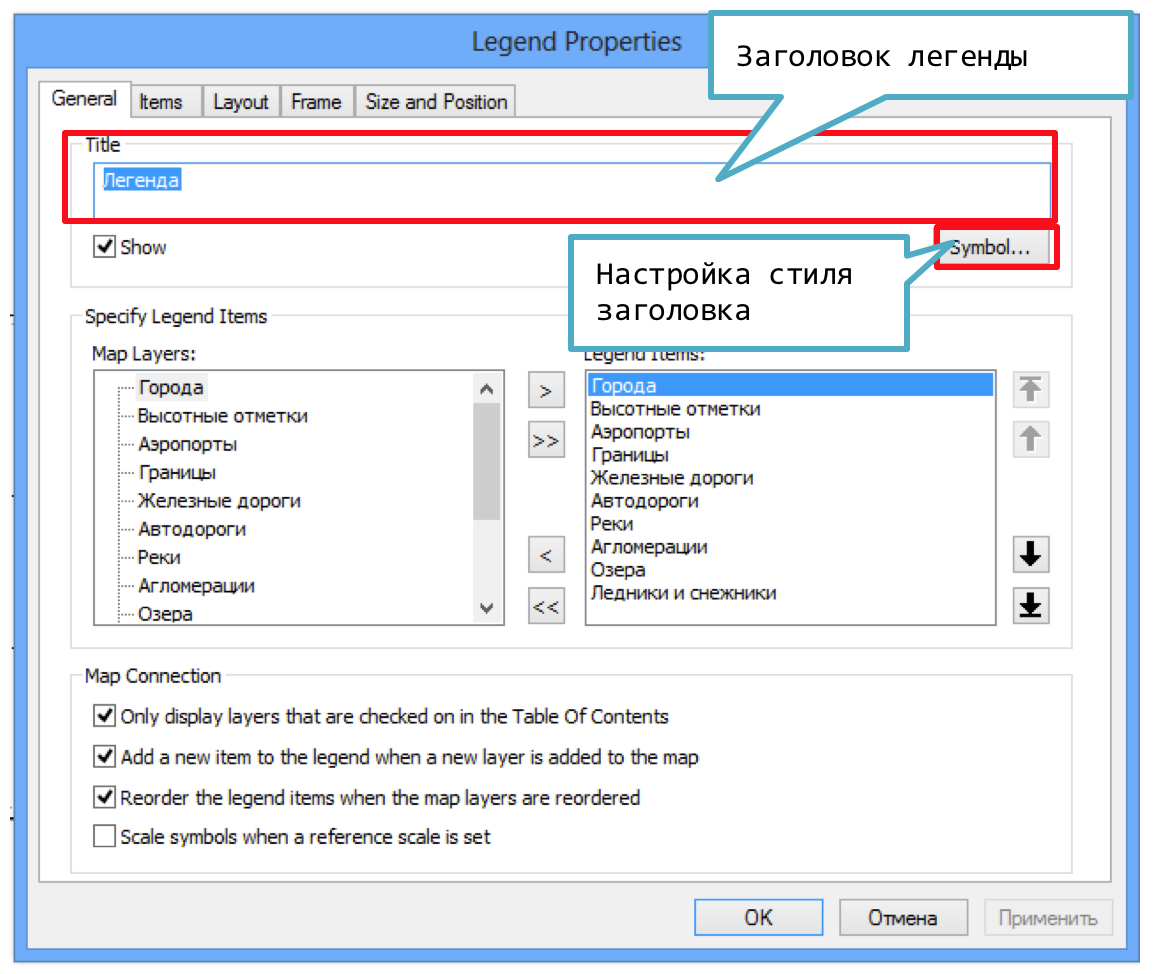 Legend Properties
Заголовок легенды
General
Items
Layout
Frame
Size and Position
Title
Легенда
Show
Symbol...
Настройка стиля
заголовка
Specify Legend Items
Map Layers:
Legend Items:
Города
Высотные отметки
Аэропорты
Границы
Железные дороги
Автодороги
Реки
Агломерации
Озера
>
>>
<
<<
Города
Высотные отметки
Аэропорты
Границы
Железные дороги
Автодороги
Реки
Агломерации
Озера
Ледники и снежники
Map Connection
Only display layers that are checked on in the Table Of Contents
Add a new item to the legend when a new layer is added to the map
Reorder the legend items when the map layers are reordered
Scale symbols when a reference scale is set
OK
Отмена
Применить